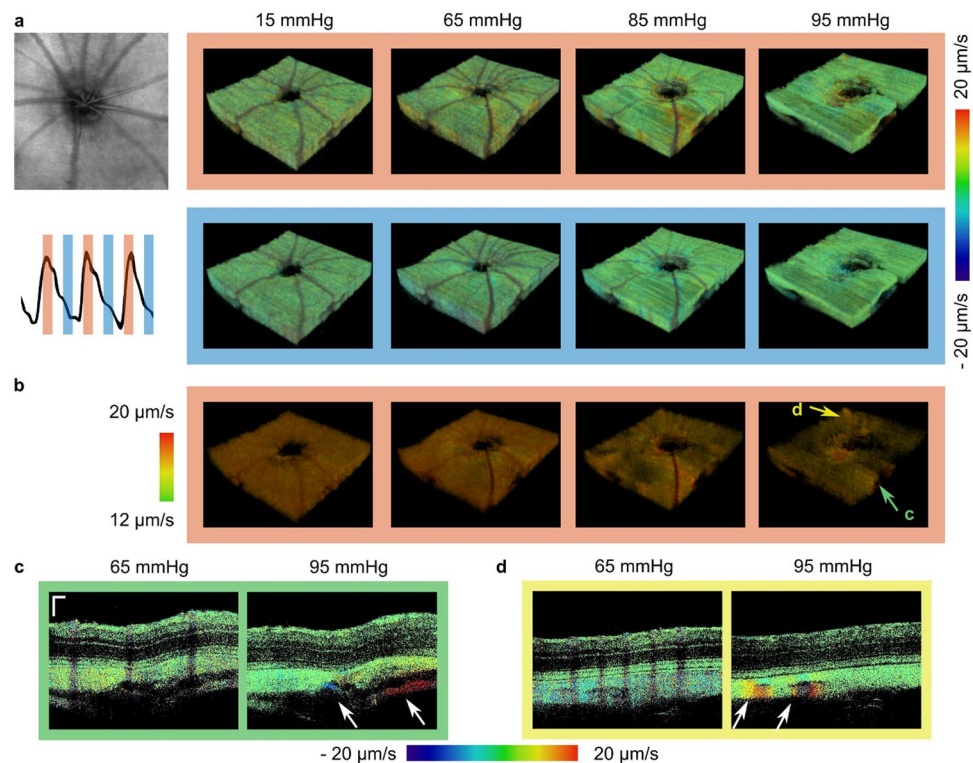 a
15 mmHg 65 mmHg 85 mmHg 95 mmHg
20 µm/s
- 20 µm/s
b
20 µm/s
12 µm/s
d
c
c
65 mmHg 95 mmHg
d
65 mmHg 95 mmHg
- 20 µm/s 20 µm/s